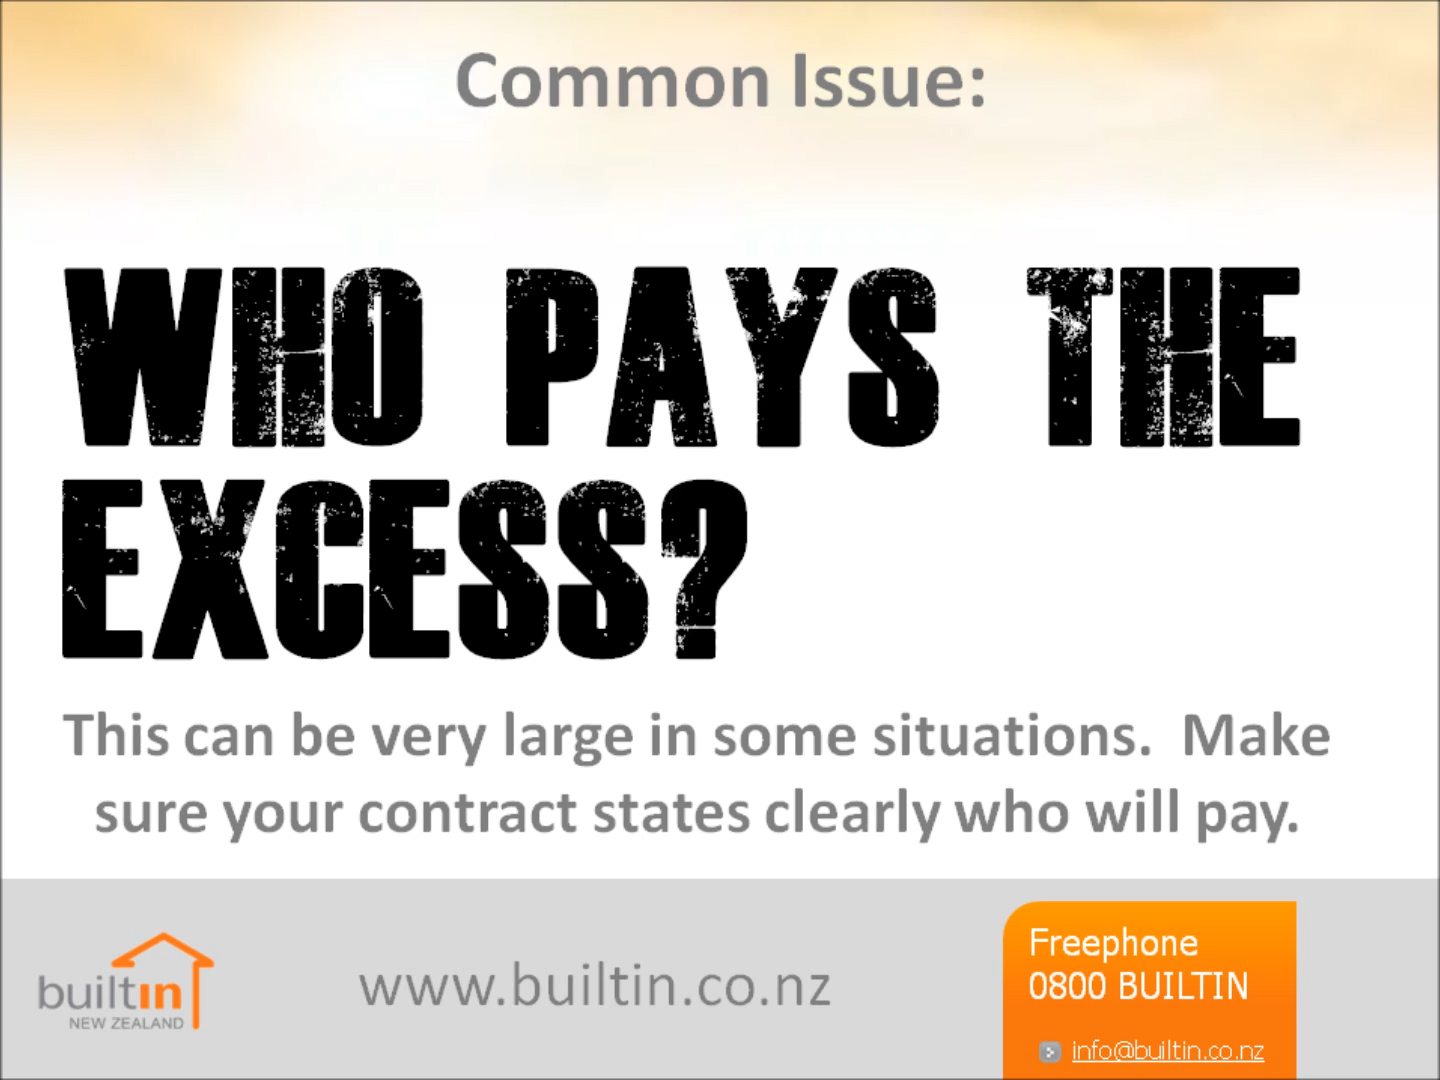 Common Issue:
WHO PAYS THE
EXCESS?
This can be very large in some situations.  Make
sure your contract states clearly who will pay.
builtin
NEW ZEALAND
www.builtin.co.nz
Freephone
0800 BUILTIN
info@builtin.co.nz